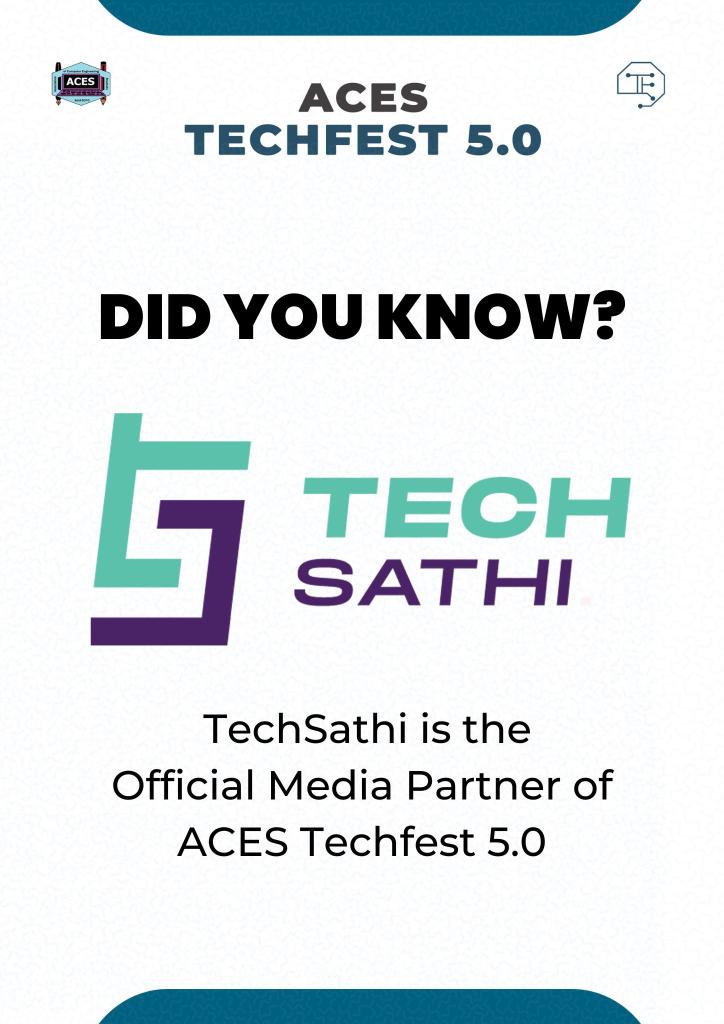 ACES
ACES
TECHFEST 5.0
DID YOU KNOW?
TECH
SATHI
TechSathi is the
Official Media Partner of
ACES Techfest 5.0